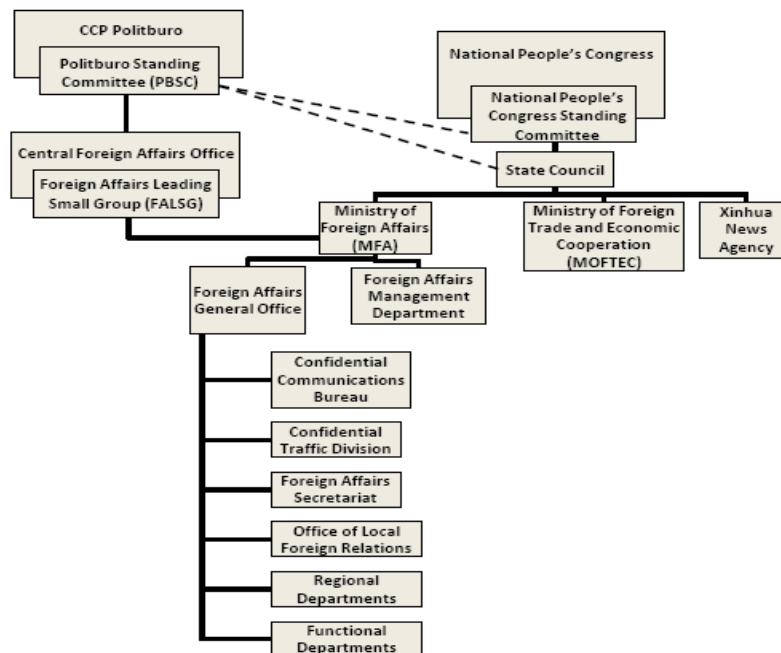 CCP Politburo
Politburo Standing
Committee (PBSC)
National People's Congress
National People's
Congress Standing
Committee
Central Foreign Affairs Office
Foreign Affairs Leading
Small Group (FALSG)
State Council
Ministry of
Foreign Affairs
(MFA)
Ministry of Foreign
Trade and Economic
Cooperation
(MOFTEC)
Xinhua
News
Agency
Foreign Affairs
General Office
Foreign Affairs
Management
Department
Confidential
Communications
Bureau
Confidential
Traffic Division
Foreign Affairs
Secretariat
Office of Local
Foreign Relations
Regional
Departments
Functional
Departments